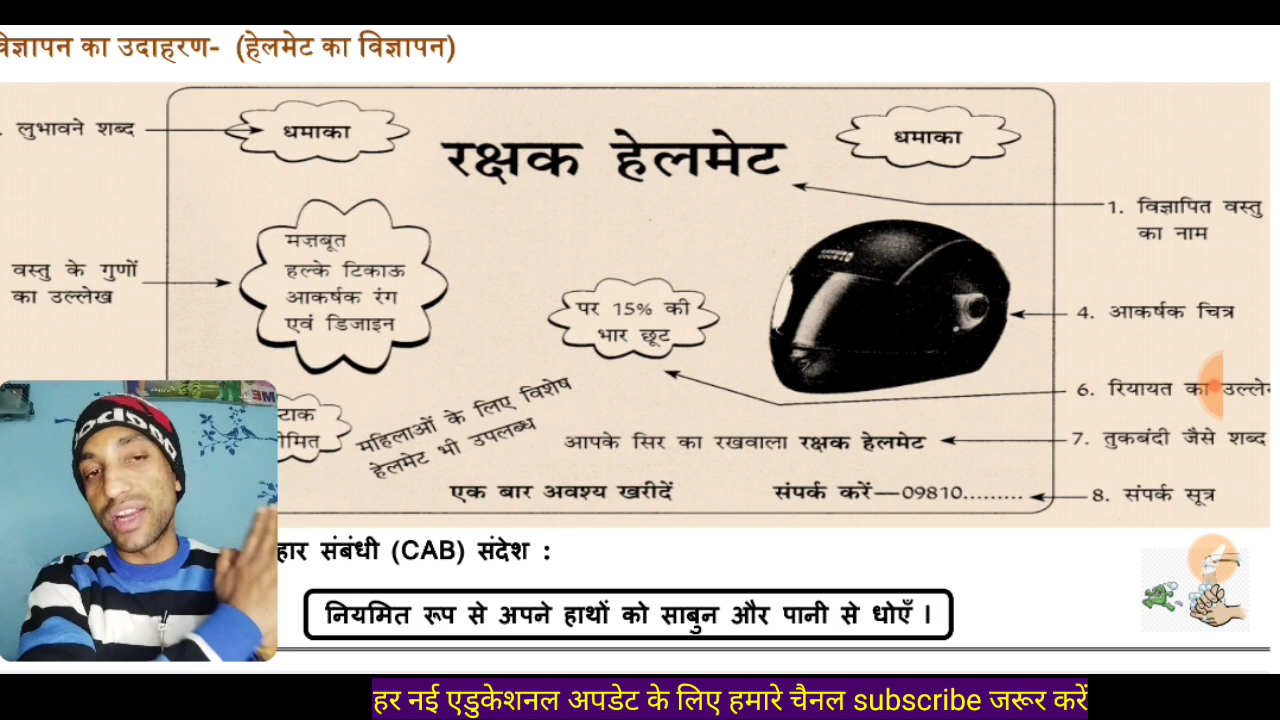 विज्ञापन का उदाहरण- (हेलमेट का विज्ञापन)
लुभावने शब्द
धमाका
रक्षक हेलमेट
धमाका
1. विज्ञापित वस्तु
का नाम
वस्तु के गुणों
का उल्लेख
मज़बूत
हल्के टिकाऊ
आकर्षक रंग
एवं डिजाइन
पर 15% की
भार छूट
4. आकर्षक चित्र
6. रियायत का
महिलाओं के लिए विशेष
हेलमेट भी उपलब्ध
आपके सिर का रखवाला रक्षक हेलमेट
7. तुकबंदी जैसे शब्द
एक बार अवश्य खरीदें
संपर्क करें—09810.........
8. संपर्क सूत्र
संबंधी (CAB) संदेश :
नियमित रूप से अपने हाथों को साबुन और पानी से धोएँ ।
हर नई एडुकेशनल अपडेट के लिए हमारे चैनल subscribe जरूर करें